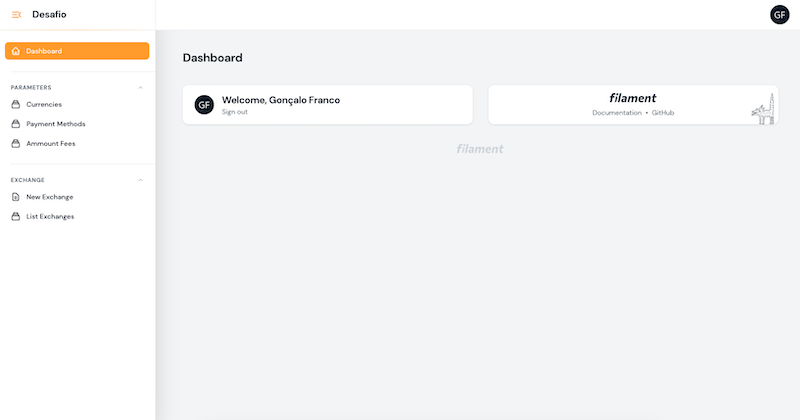 Desafio
GF
Dashboard
PARAMETERS
Currencies
Payment Methods
Ammount Fees
EXCHANGE
New Exchange
List Exchanges
Dashboard
GF
Welcome, Gonçalo Franco
Sign out
filament
Documentation • GitHub
filament